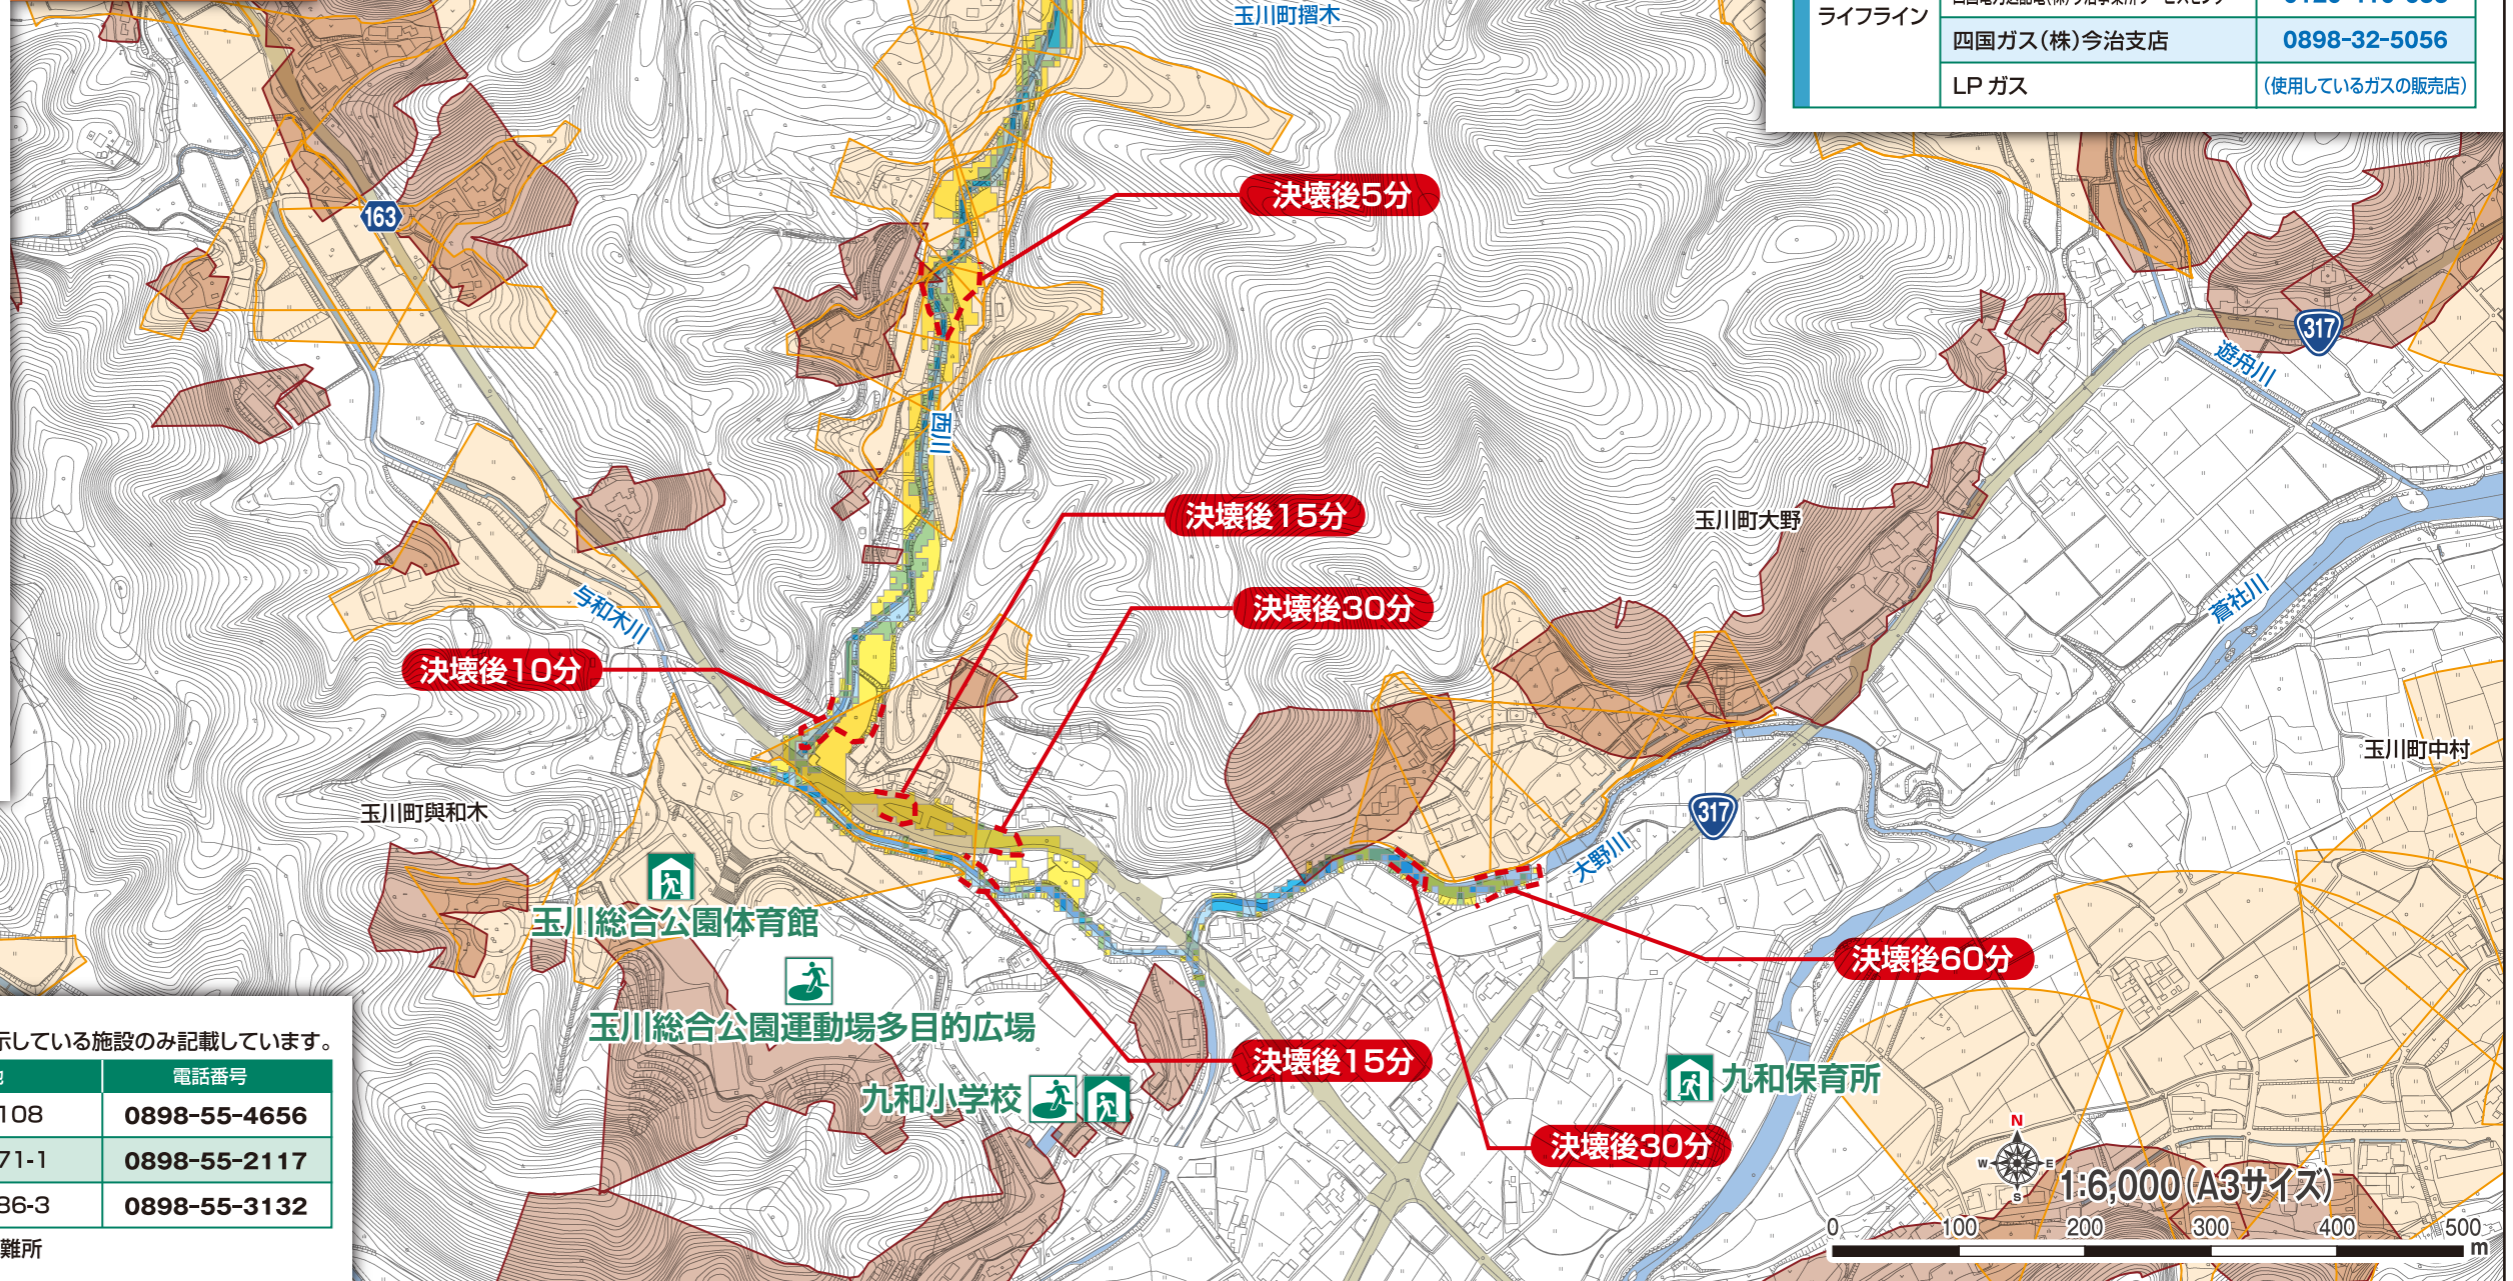 玉川町摺木
ライフライン
四国ガス(株)今治支店 0898-32-5056
LP ガス (使用しているガスの販売店)
決壊後5分
163
317
遊舟川
西川
決壊後15分
玉川町大野
決壊後30分
与和木川
蒼社川
決壊後10分
玉川町中村
玉川町與和木
317
大野川
玉川総合公園体育館
決壊後60分
玉川総合公園運動場多目的広場
決壊後15分
九和小学校
九和保育所
決壊後30分
示している施設のみ記載しています。
電話番号
108 0898-55-4656
71-1 0898-55-2117
86-3 0898-55-3132
難所
N
W E
S
1:6,000(A3サイズ)
0 100 200 300 400 500
m